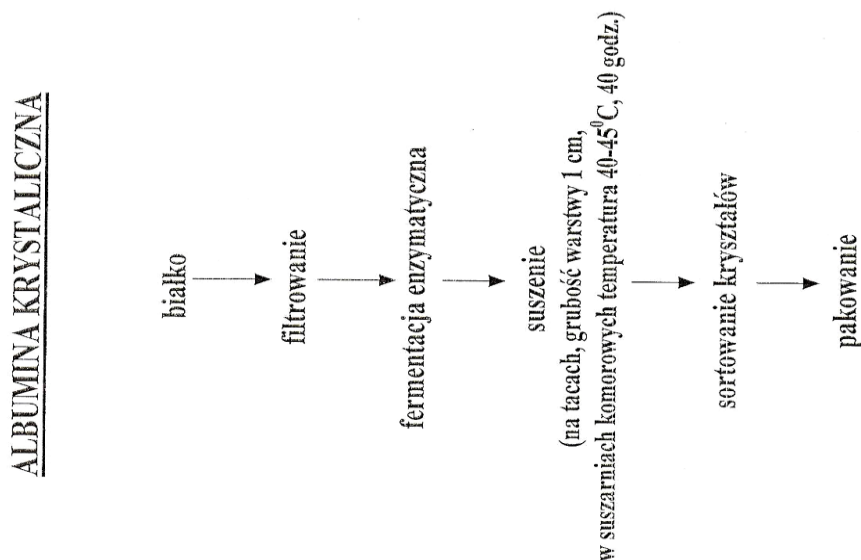 ALBUMINA KRYSTALICZNA
białko
filtrowanie
fermentacja enzymatyczna
suszenie
(na tacach, grubość warstwy 1 cm,
w suszarniach komorowych temperatura 40-45⁰C, 40 godz.)
sortowanie kryształów
pakowanie